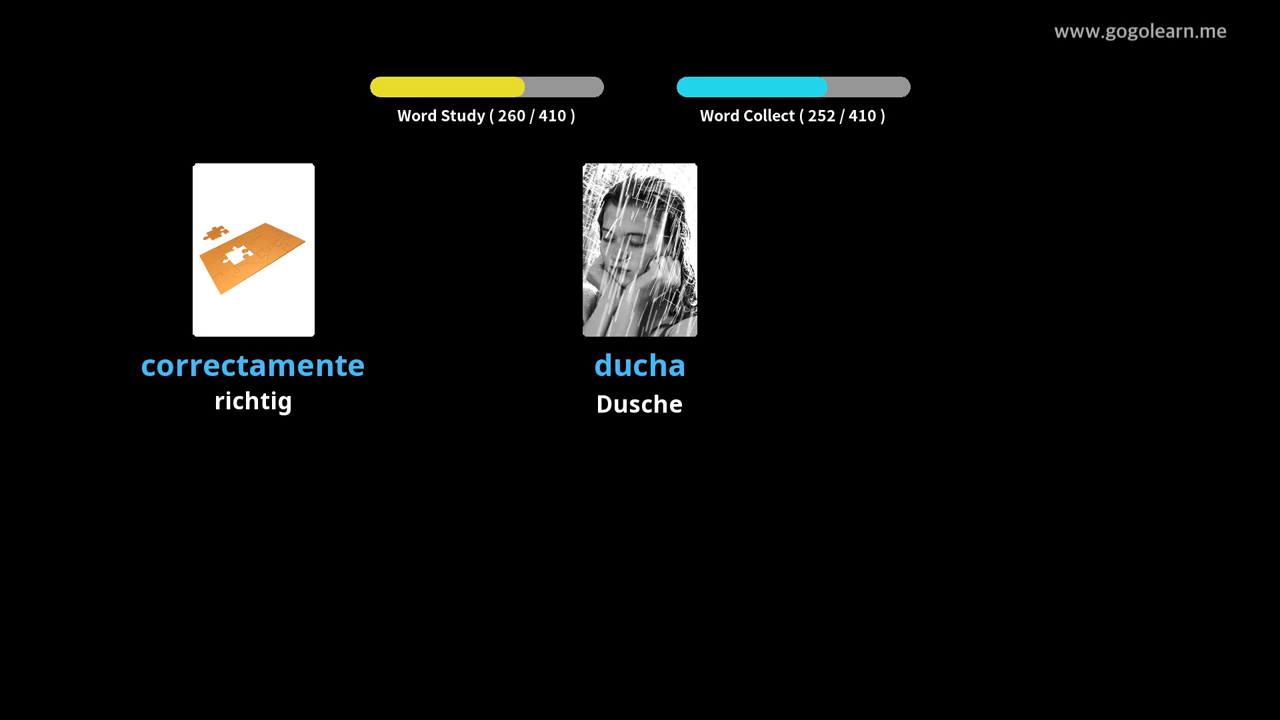 www.gogolearn.me
Word Study ( 260 / 410 )
Word Collect ( 252 / 410 )
correctamente
richtig
ducha
Dusche